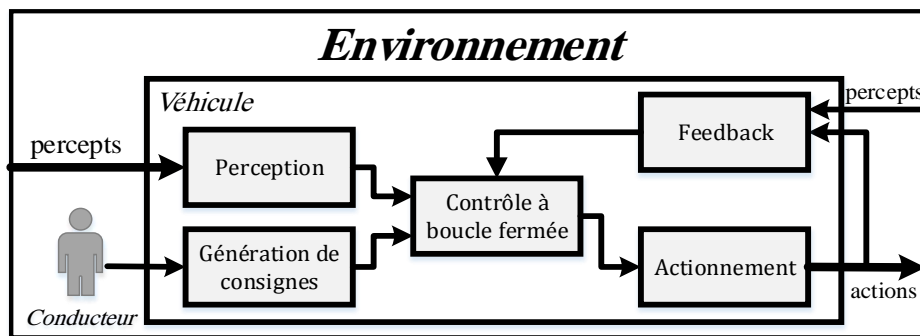 Environnement
Véhicule
percepts
Feedback
percepts
Perception
Contrôle à
boucle fermée
Génération de
consignes
Actionnement
Conducteur
actions